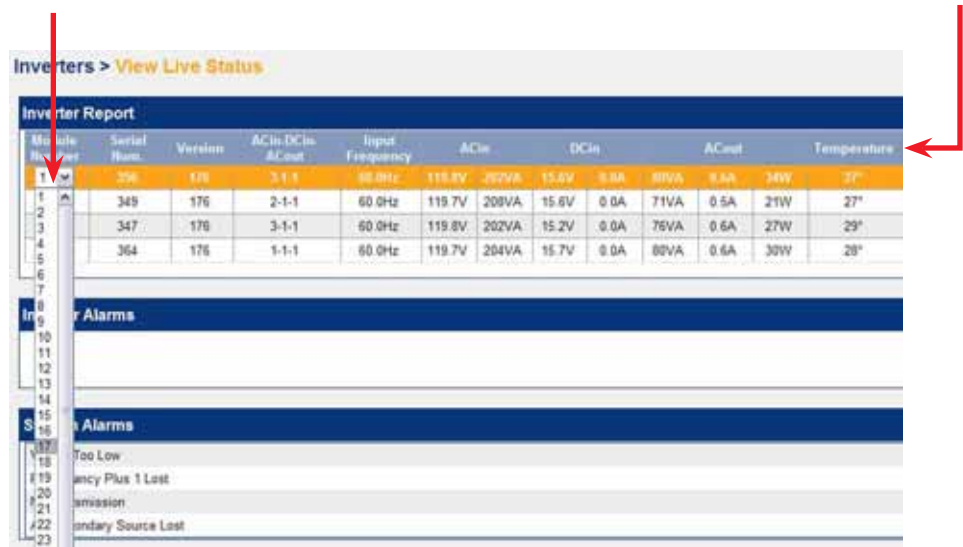 Inverters > View Live Status
Inverter Report
Module Number Serial Num. Version ACin-DCin-ACout Input Frequency ACin DCin ACout Temperature
1 356 176 3-1-1 60.0Hz 119.8V 202VA 15.6V 0.0A 80VA 0.6A 34W 37°
349 176 2-1-1 60.0Hz 119.7V 208VA 15.6V 0.0A 71VA 0.5A 21W 27°
347 176 3-1-1 60.0Hz 119.8V 202VA 15.2V 0.0A 76VA 0.6A 27W 29°
364 176 1-1-1 60.0Hz 119.7V 204VA 15.7V 0.0A 80VA 0.6A 30W 28°
1
2
3
4
5
6
7
8
9
10
11
12
13
14
15
16
17
18
19
20
21
22
23
Alarms
Alarms
Too Low
Plus 1 Lost
Source Lost